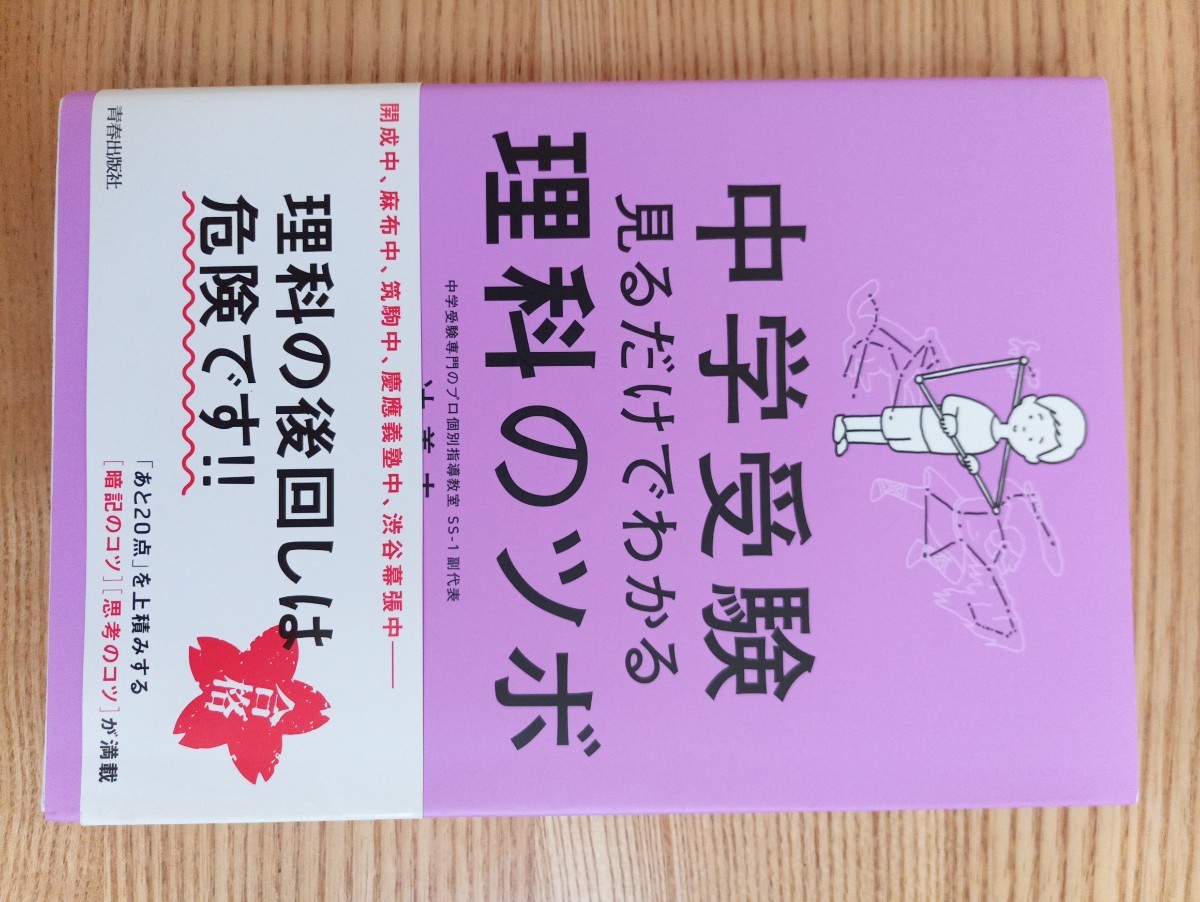 中学受験
見るだけでわかる
理科のツボ
中学受験専門のプロ個別指導教室 SS-1副代表
開成中、麻布中、筑駒中、慶應義塾中、渋谷幕張中――
理科の後回しは
危険です!!
合格
「あと20点」を上積みする
[暗記のコツ][思考のコツ]が満載
青春出版社